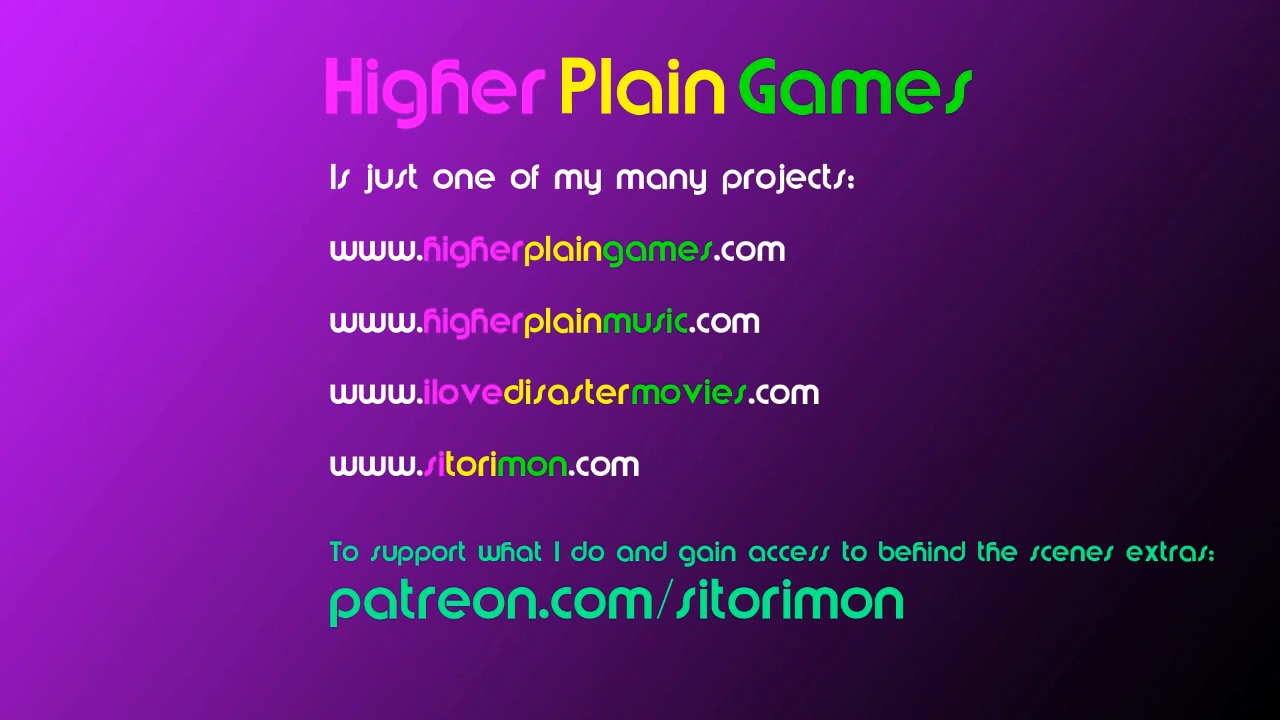 Higher Plain Games
Is just one of my many projects:
www.higherplaingames.com
www.higherplainmusic.com
www.ilovedisastermovies.com
www.sitorimon.com
To support what I do and gain access to behind the scenes extras:
patreon.com/sitorimon